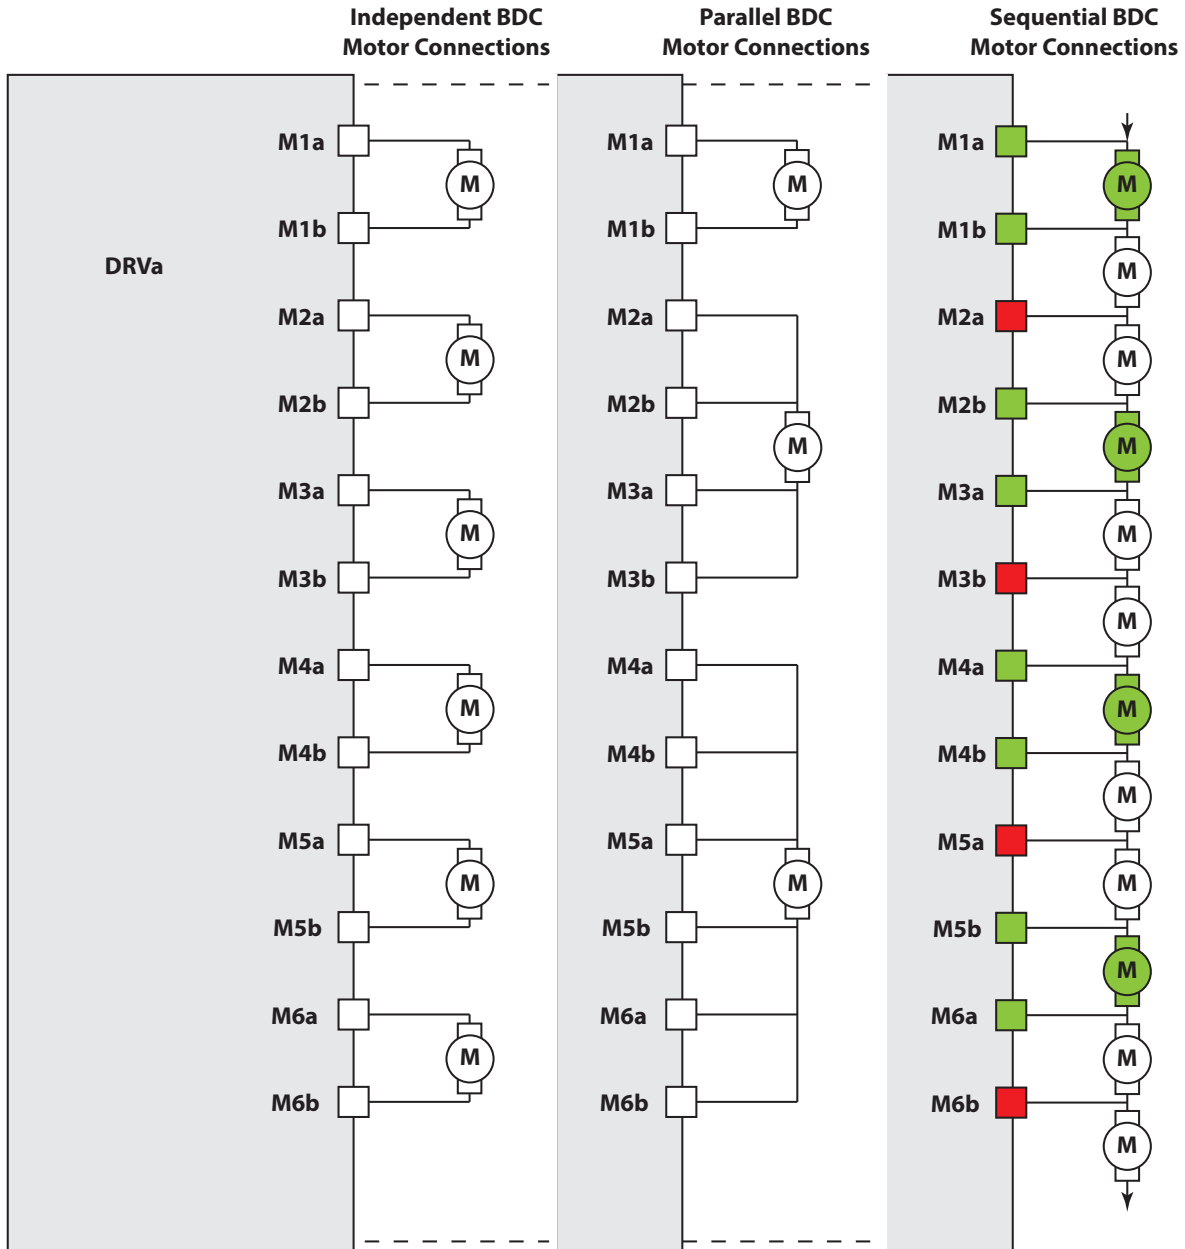 Independent BDC
Motor Connections
Parallel BDC
Motor Connections
Sequential BDC
Motor Connections
DRVa
M1a
M
M1b
M2a
M
M2b
M3a
M
M3b
M4a
M
M4b
M5a
M
M5b
M6a
M
M6b
M1a
M
M1b
M2a
M2b
M
M3a
M3b
M4a
M4b
M5a
M
M5b
M6a
M6b
M1a
M
M1b
M
M2a
M
M2b
M
M3a
M
M3b
M
M4a
M
M4b
M
M5a
M
M5b
M
M6a
M
M6b
M